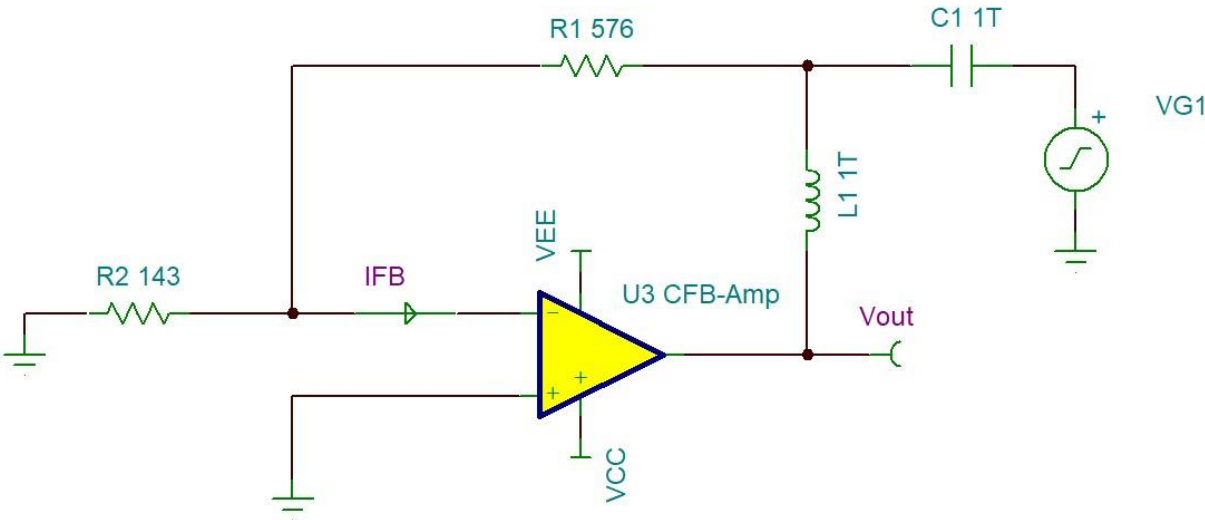 C1 1T
R1 576
VG1
+
L1 1T
VEE
R2 143
IFB
U3 CFB-Amp
Vout
−
+
+
VCC